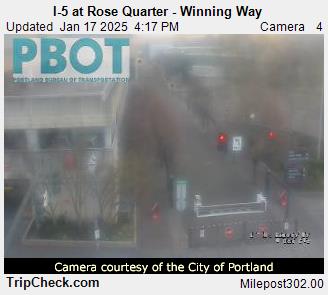 I-5 at Rose Quarter - Winning Way
Updated Jan 17 2025 4:17 PM Camera 4
PBOT
PORTLAND BUREAU OF TRANSPORTATION
Camera courtesy of the City of Portland
TripCheck.com Milepost302.00